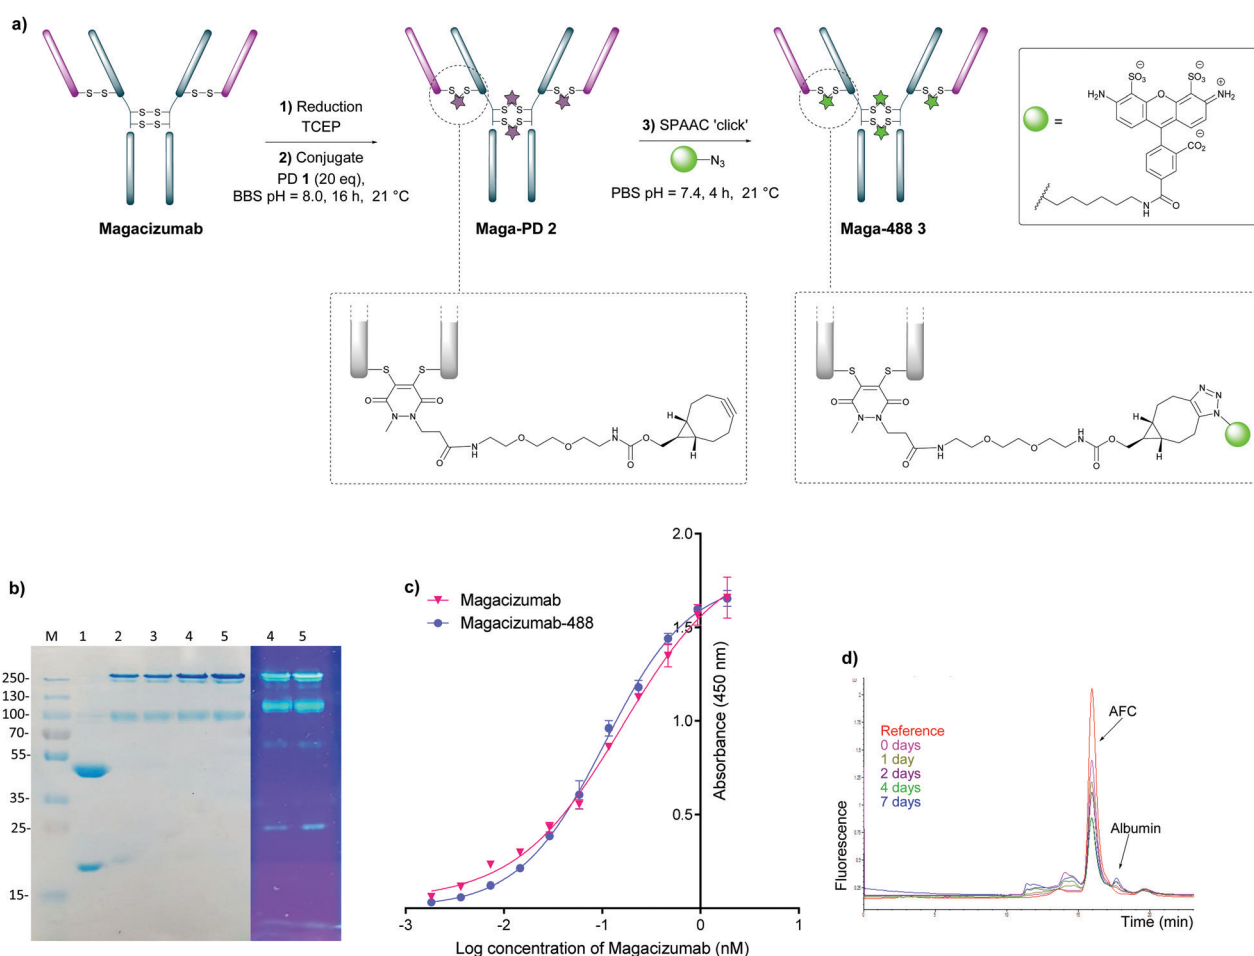 a)
S S
S S
S S
S S
Magacizumab
1) Reduction
TCEP
2) Conjugate
PD 1 (20 eq),
BBS pH = 8.0, 16 h, 21 °C
S S
S S
S S
S S
Maga-PD 2
3) SPAAC 'click'
N3
PBS pH = 7.4, 4 h, 21 °C
S S
S S
S S
S S
Maga-488 3
=
⊖ ⊖
SO3 SO3
H2N O NH2 ⊕
⊖
CO2
N
H
O
S S
O O
N N
O
N
H
O
O
H
N
O
O
H
H
S S
O O
N N
O
N
H
O
O
H
N
O
O
H
H
N N
N
b)
M 1 2 3 4 5 4 5
250-
130-
100-
70-
55-
35-
25-
15-
c)
Magacizumab
Magacizumab-488
2.0
1.5
1.0
0.5
Absorbance (450 nm)
-3 -2 -1 0 1
Log concentration of Magacizumab (nM)
d)
Reference
0 days
1 day
2 days
4 days
7 days
AFC
Albumin
Fluorescence
Time (min)